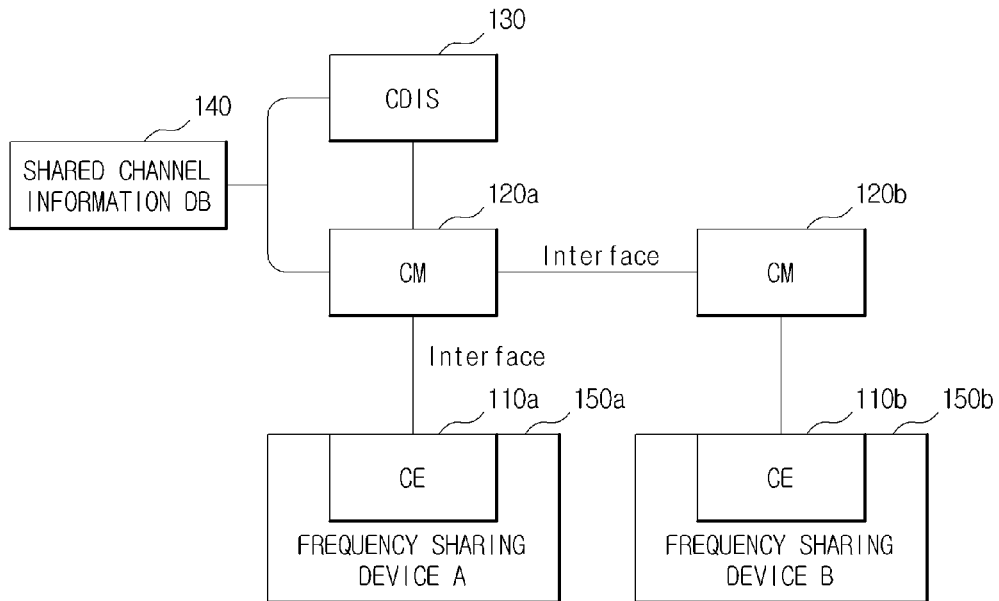 130
CDIS
140
SHARED CHANNEL
INFORMATION DB
120a
120b
CM
Interface
CM
Interface
110a
150a
110b
150b
CE
CE
FREQUENCY SHARING
DEVICE A
FREQUENCY SHARING
DEVICE B